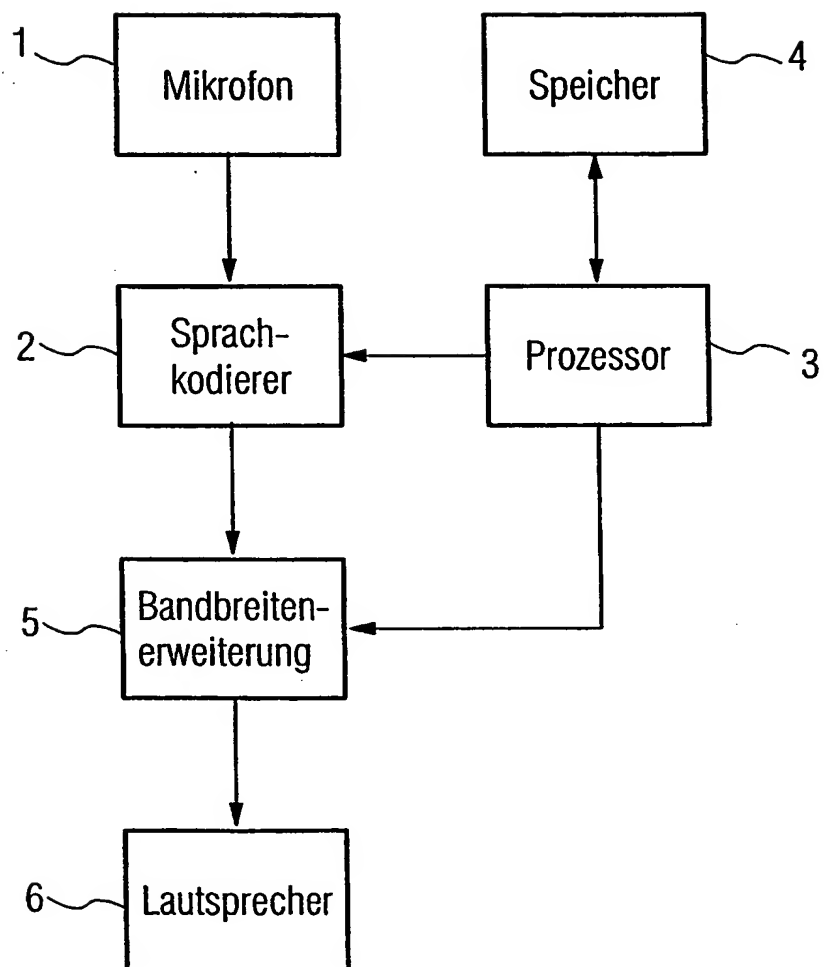 1
Mikrofon
Speicher
4
2
Sprach-
kodierer
Prozessor
3
5
Bandbreiten-
erweiterung
6
Lautsprecher